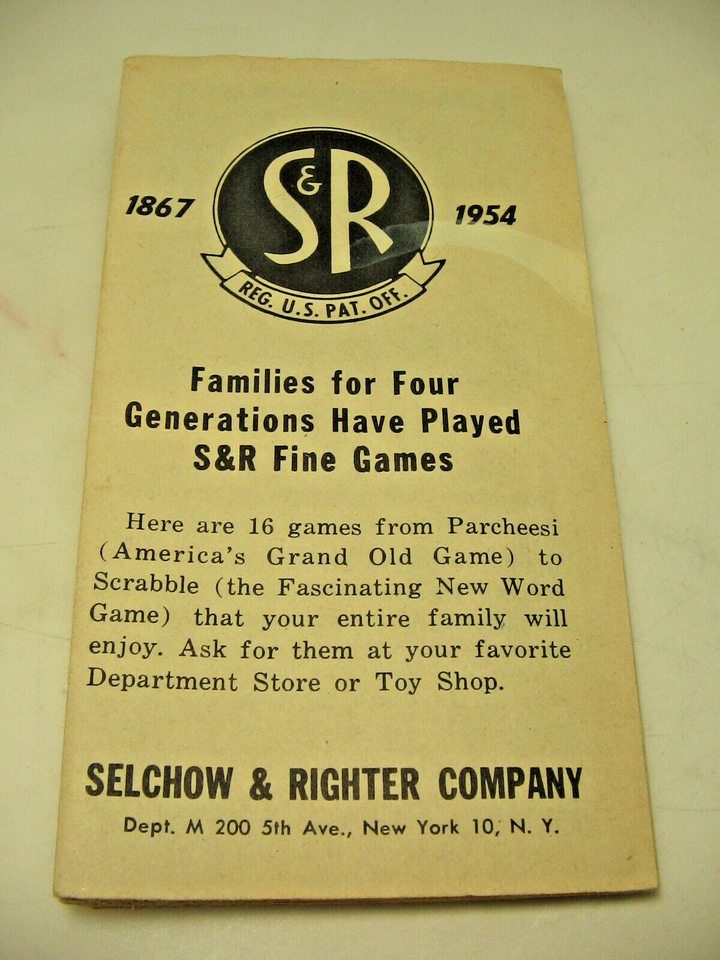 S&R
1867
1954
REG. U.S. PAT. OFF.
Families for Four
Generations Have Played
S&R Fine Games
Here are 16 games from Parcheesi
(America's Grand Old Game) to
Scrabble (the Fascinating New Word
Game) that your entire family will
enjoy. Ask for them at your favorite
Department Store or Toy Shop.
SELCHOW & RIGHTER COMPANY
Dept. M 200 5th Ave., New York 10, N. Y.